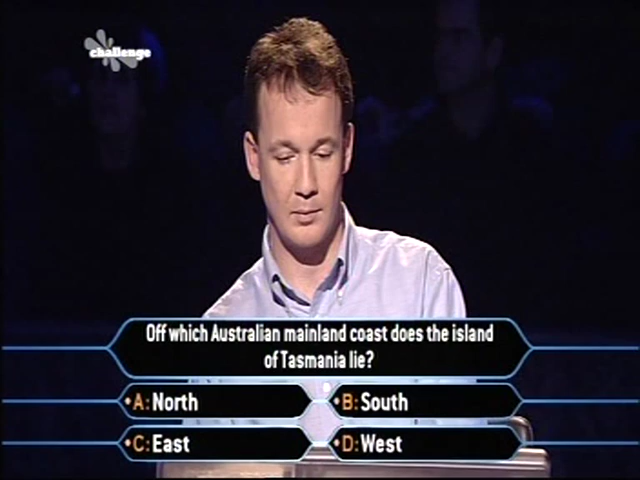 challenge
Off which Australian mainland coast does the island
of Tasmania lie?
A: North
B: South
C: East
D: West